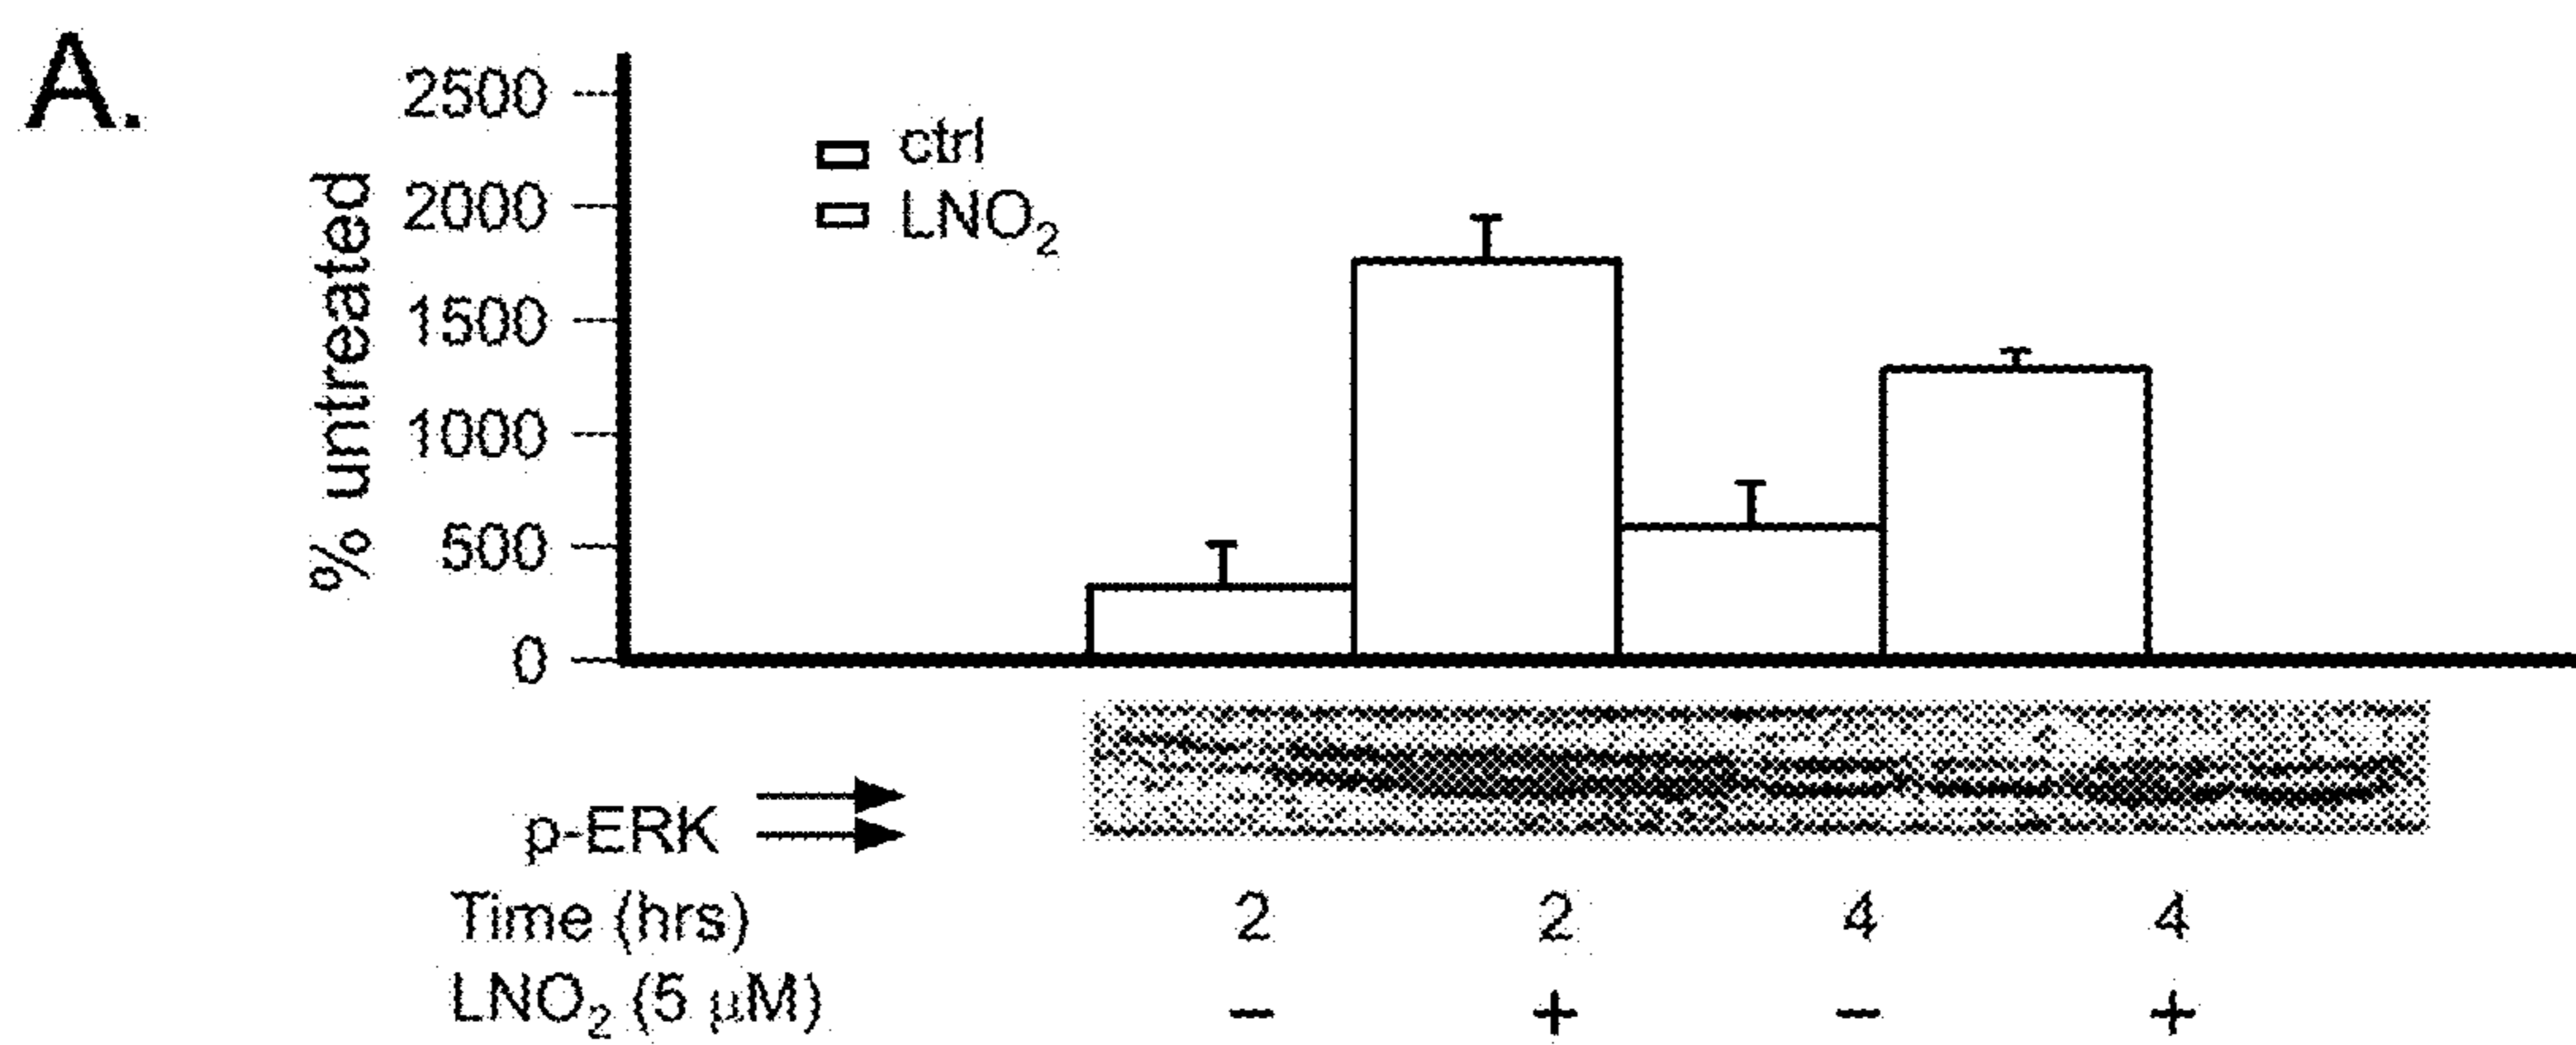 A.
2500
2000
1500
1000
500
0
% untreated
ctrl
LNO₂
p-ERK
Time (hrs) 2 2 4 4
LNO₂ (5 μM) – + – +